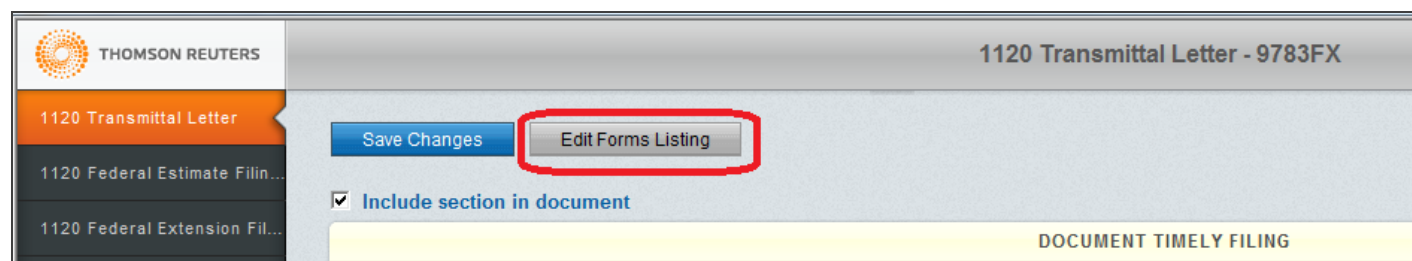 THOMSON REUTERS
1120 Transmittal Letter - 9783FX
1120 Transmittal Letter
Save Changes
Edit Forms Listing
1120 Federal Estimate Filin...
Include section in document
1120 Federal Extension Fil...
DOCUMENT TIMELY FILING